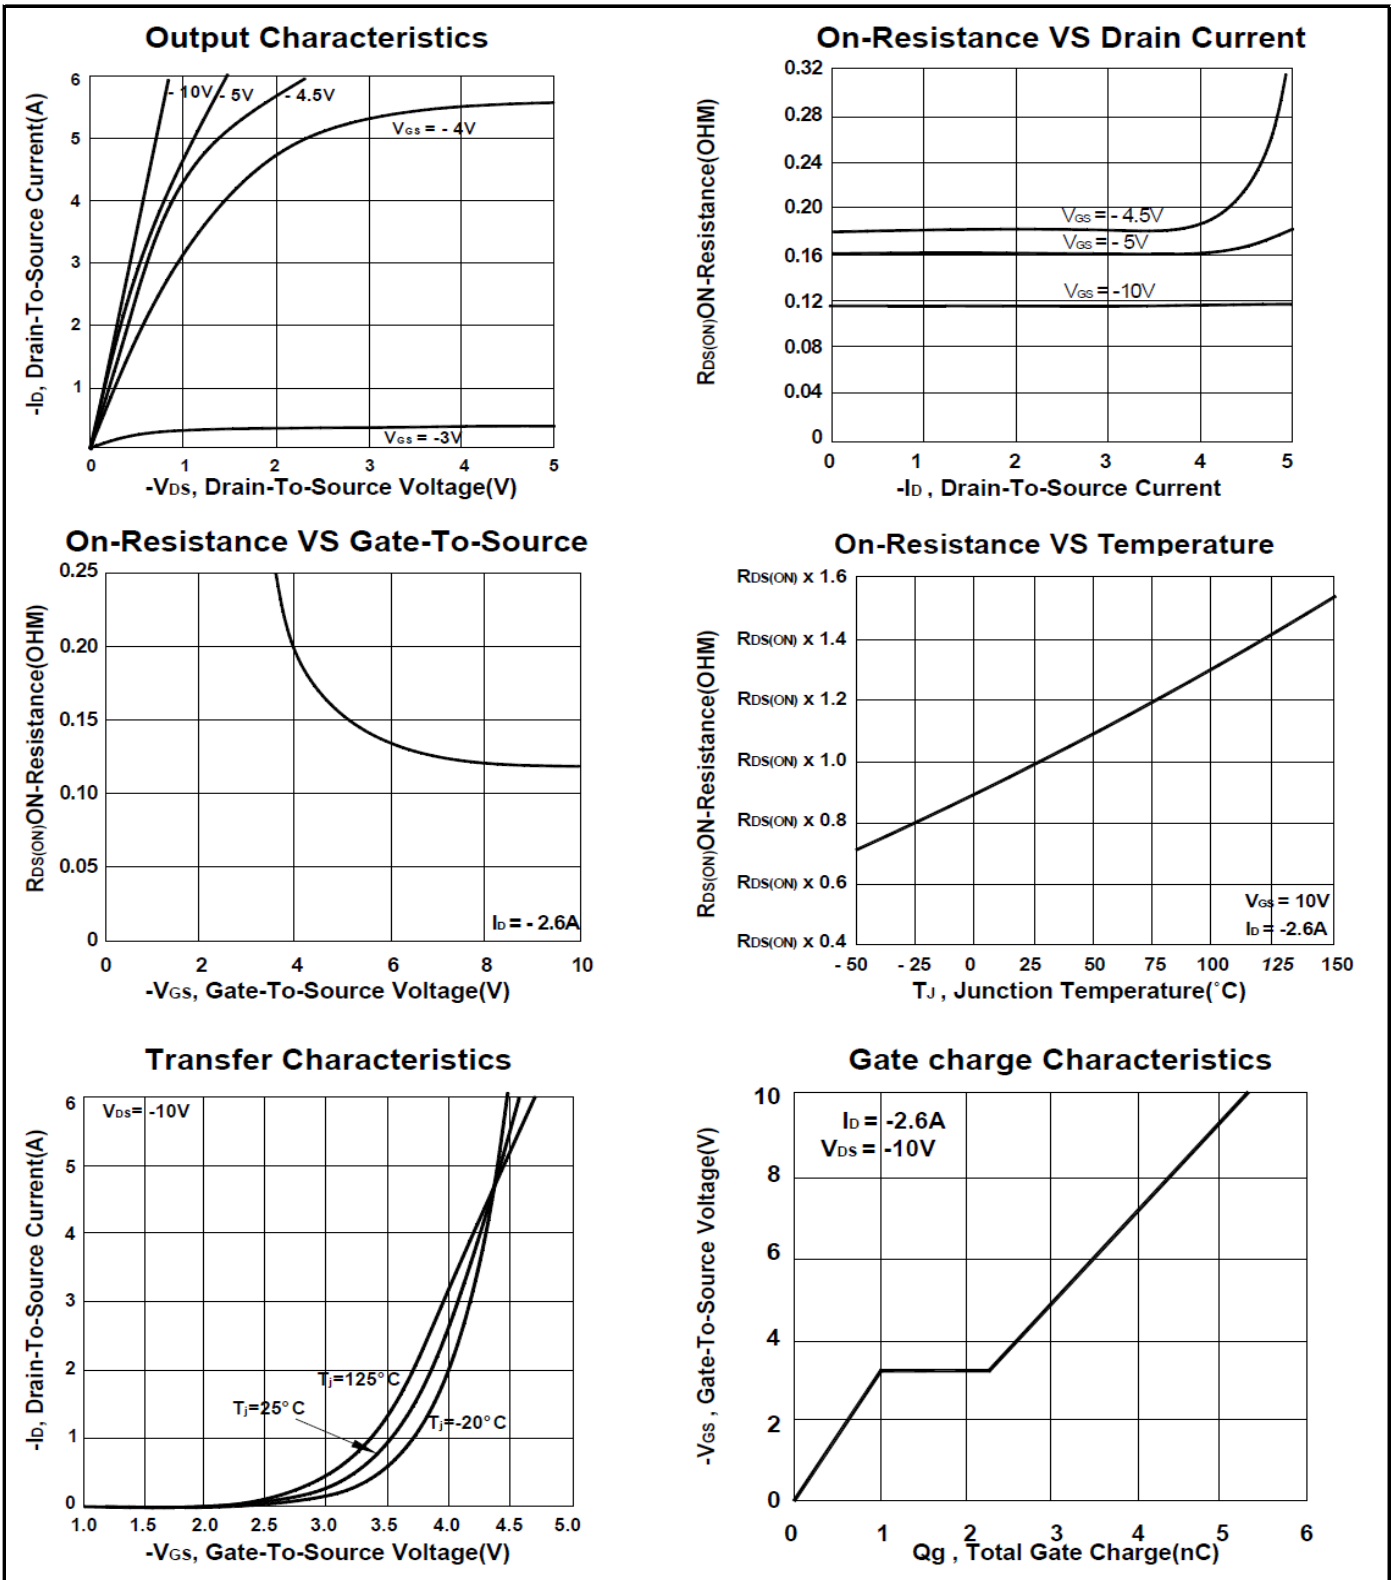 Output Characteristics
-ID, Drain-To-Source Current(A)
6
5
4
3
2
1
- 10V
- 5V
- 4.5V
VGS = - 4V
VGS = -3V
0 1 2 3 4 5
-VDS, Drain-To-Source Voltage(V)
On-Resistance VS Drain Current
RDS(ON)ON-Resistance(OHM)
0.32
0.28
0.24
0.20
0.16
0.12
0.08
0.04
0
VGS = - 4.5V
VGS = - 5V
VGS = -10V
0 1 2 3 4 5
-ID , Drain-To-Source Current
On-Resistance VS Gate-To-Source
RDS(ON)ON-Resistance(OHM)
0.25
0.20
0.15
0.10
0.05
0
ID = - 2.6A
0 2 4 6 8 10
-VGS, Gate-To-Source Voltage(V)
On-Resistance VS Temperature
RDS(ON)ON-Resistance(OHM)
RDS(ON) x 1.6
RDS(ON) x 1.4
RDS(ON) x 1.2
RDS(ON) x 1.0
RDS(ON) x 0.8
RDS(ON) x 0.6
RDS(ON) x 0.4
VGS = 10V
ID = -2.6A
- 50 - 25 0 25 50 75 100 125 150
TJ , Junction Temperature(°C)
Transfer Characteristics
-ID, Drain-To-Source Current(A)
6
5
4
3
2
1
0
VDS= -10V
Tj=125°C
Tj=25°C
Tj=-20°C
1.0 1.5 2.0 2.5 3.0 3.5 4.0 4.5 5.0
-VGS, Gate-To-Source Voltage(V)
Gate charge Characteristics
-VGS , Gate-To-Source Voltage(V)
10
8
6
4
2
0
ID = -2.6A
VDS = -10V
0 1 2 3 4 5 6
Qg , Total Gate Charge(nC)